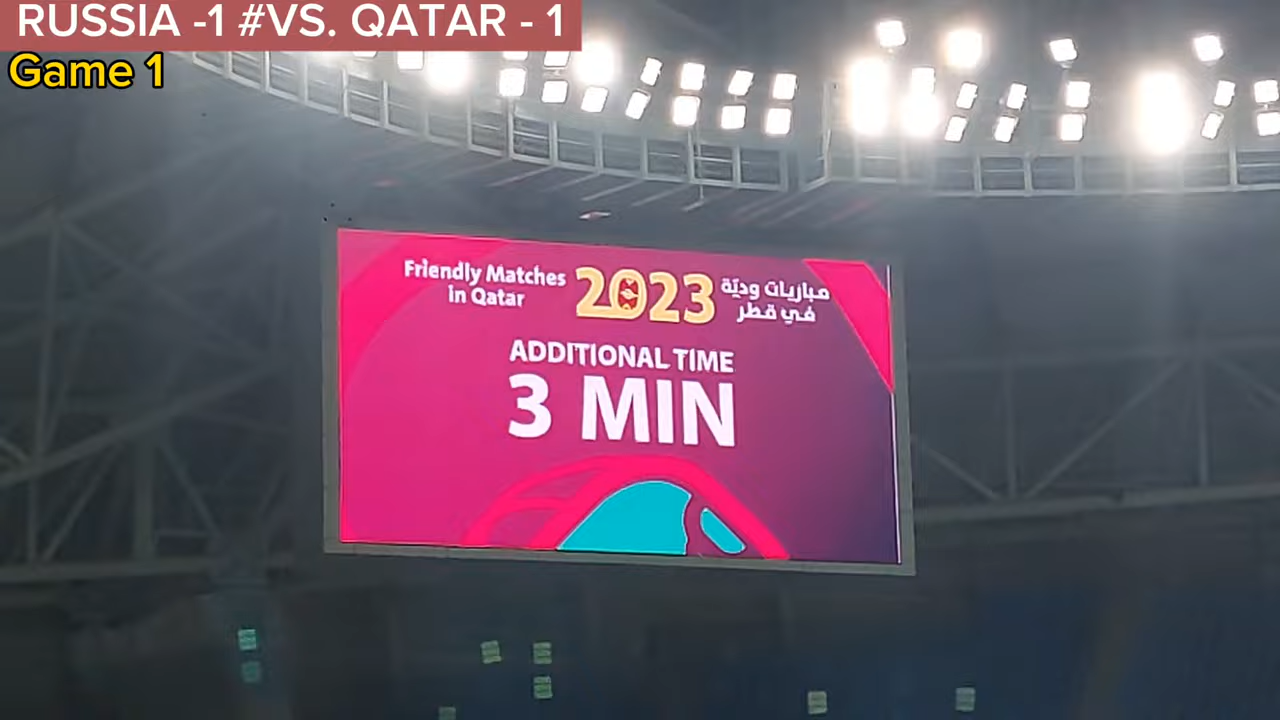 RUSSIA -1 #VS. QATAR - 1
Game 1
Friendly Matches
in Qatar
2023
مباريات وديّة
في قطر
ADDITIONAL TIME
3 MIN